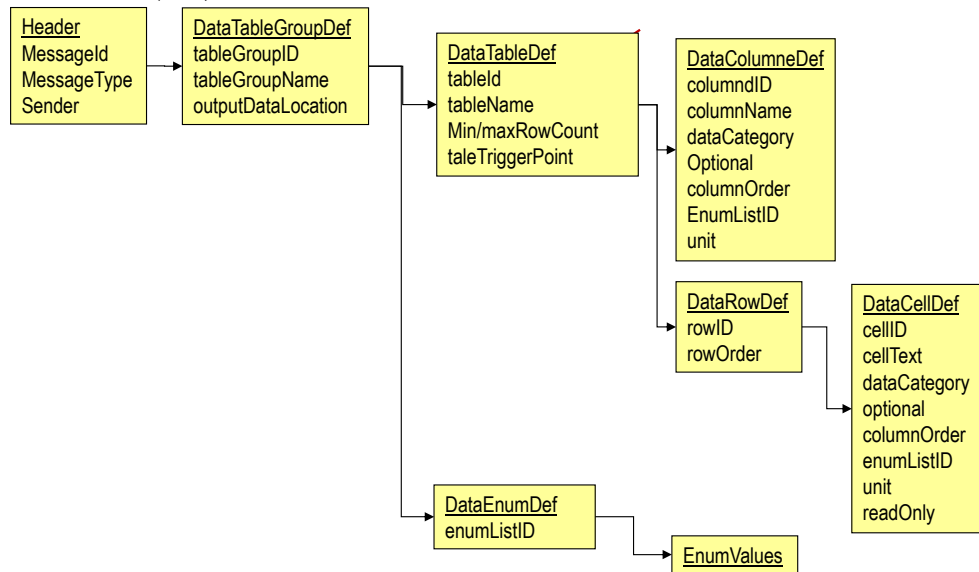 Header
MessageId
MessageType
Sender
DataTableGroupDef
tableGroupID
tableGroupName
outputDataLocation
DataTableDef
tableId
tableName
Min/maxRowCount
taleTriggerPoint
DataColumneDef
columndID
columnName
dataCategory
Optional
columnOrder
EnumListID
unit
DataRowDef
rowID
rowOrder
DataCellDef
cellID
cellText
dataCategory
optional
columnOrder
enumListID
unit
readOnly
DataEnumDef
enumListID
EnumValues